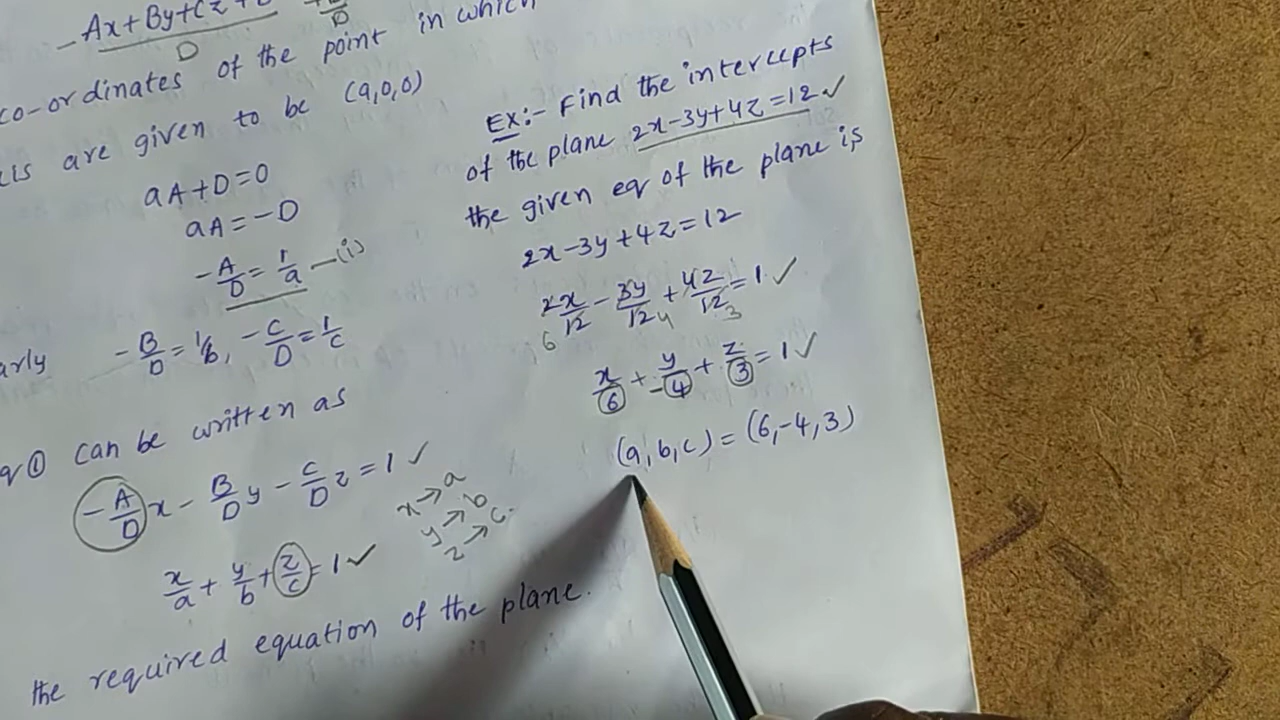 - Ax+By+Cz+
D
D
co-ordinates of the point in which
are given to be (a,0,0)
aA+D=0
aA=-D
-A/D=1/a —(i)
-B/D=1/b, -C/D=1/c
① can be written as
-A/D x - B/D y - C/D z =1 ✓
x→a
y→b
z→c.
x/a + y/b + z/c = 1 ✓
the required equation of the plane.
EX:- Find the intercepts
of the plane 2x-3y+4z=12 ✓
the given eq of the plane is
2x-3y+4z=12
2x/12 - 3y/12 + 4z/12 = 1 ✓
6 4 3
x/6 + y/-4 + z/3 = 1 ✓
(a,b,c) = (6,-4,3)